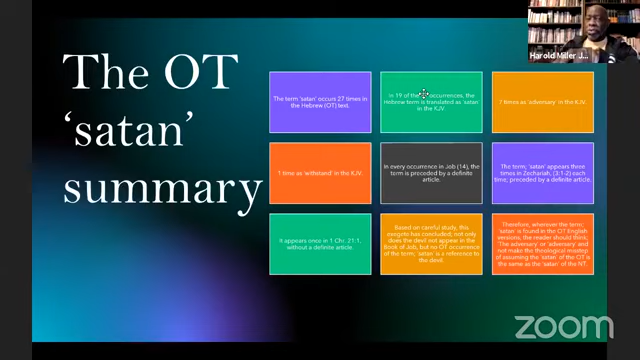 The OT
'satan'
summary
The term 'satan' occurs 27 times in
the Hebrew (OT) text.
in 19 of the occurrences, the
Hebrew term is translated as 'satan'
in the KJV.
7 times as 'adversary' in the KJV.
1 time as 'withstand' in the KJV.
In every occurrence in Job (14), the
term is preceded by a definite
article.
The term, 'satan' appears three
times in Zechariah, (3:1-2) each
time, preceded by a definite article.
It appears once in 1 Chr. 21:1,
without a definite article.
Based on careful study, this
exegete has concluded; not only
does the devil not appear in the
Book of Job, but no OT occurrence
of the term, 'satan' is a reference to
the devil.
Therefore, wherever the term,
'satan' is found in the OT English
versions, the reader should think,
'The adversary' or 'adversary' and
not make the theological misstep
of assuming the 'satan' of the OT is
the same as the 'satan' of the NT.
Harold Miller J...
zoom